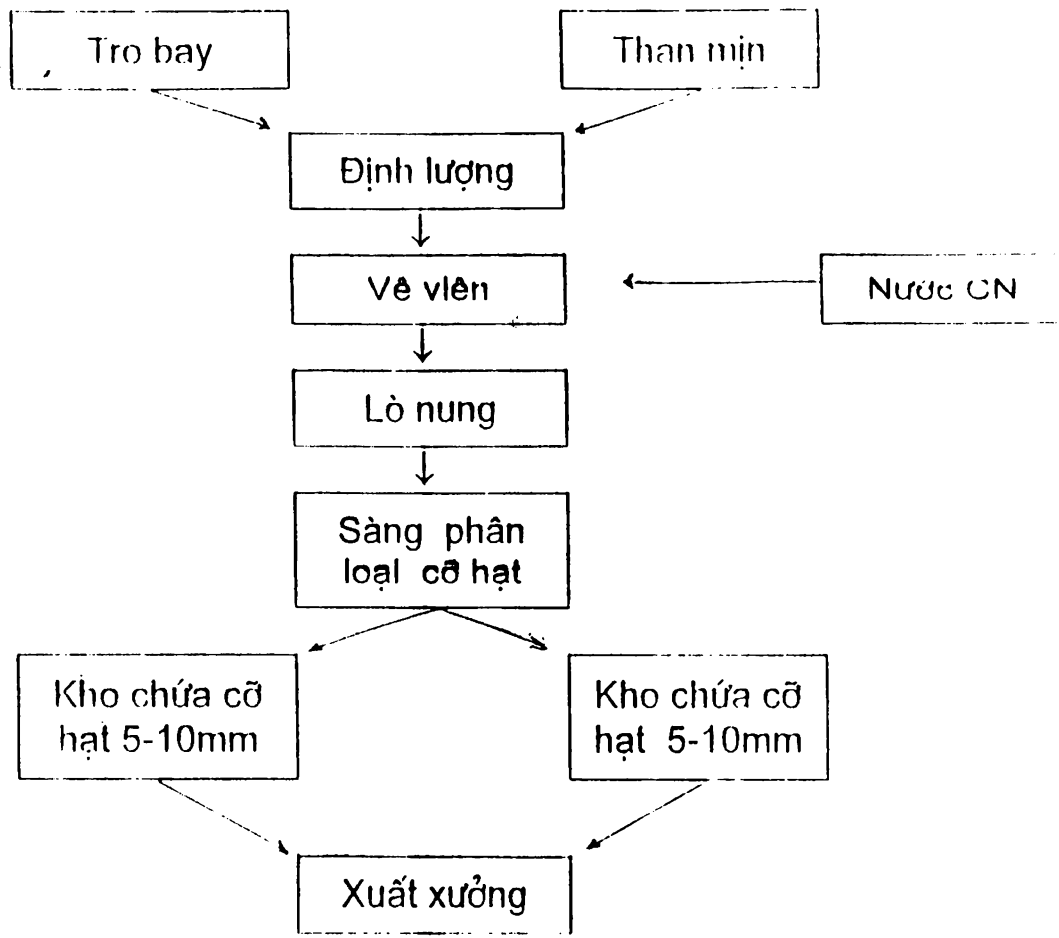 Tro bay
Than mịn
Định lượng
Vê viên
Nước CN
Lò nung
Sàng phân
loại cỡ hạt
Kho chứa cỡ
hạt 5-10mm
Kho chứa cỡ
hạt 5-10mm
Xuất xưởng